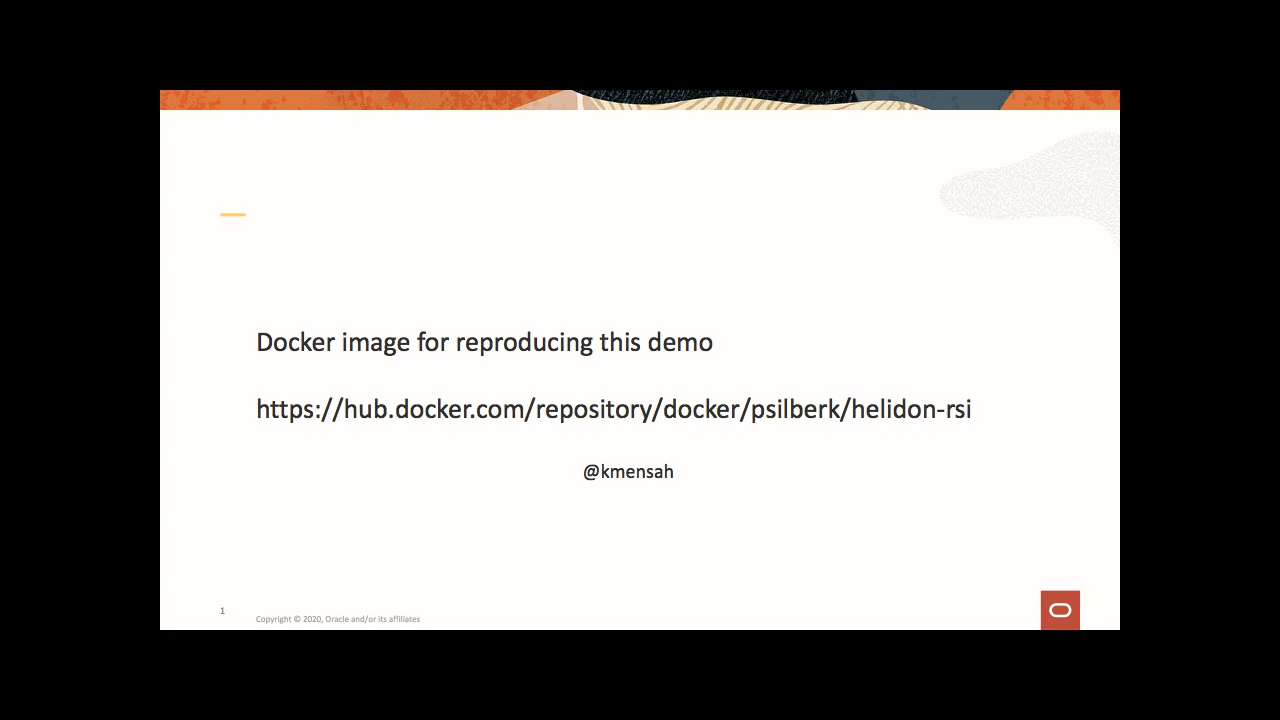 Docker image for reproducing this demo
https://hub.docker.com/repository/docker/psilberk/helidon-rsi
@kmensah
1
Copyright © 2020, Oracle and/or its affiliates